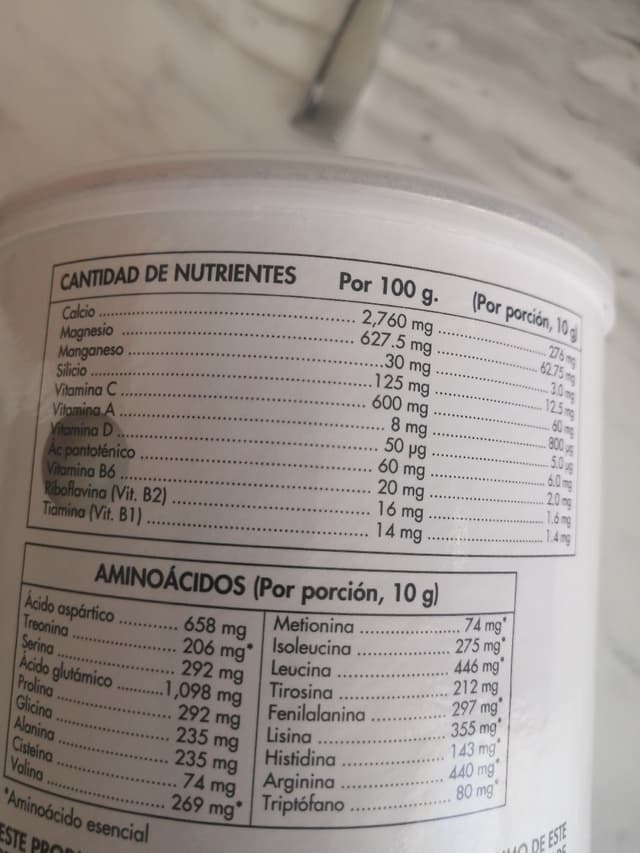 CANTIDAD DE NUTRIENTES Por 100 g. (Por porción, 10 g)
Calcio 2,760 mg 276 mg
Magnesio 627.5 mg 62.75 mg
Manganeso 30 mg 3.0 mg
Silicio 125 mg 12.5 mg
Vitamina C 600 mg 60 mg
Vitamina A 8 mg 800 µg
Vitamina D 50 µg 5.0 µg
Ac pantoténico 60 mg 6.0 mg
Vitamina B6 20 mg 2.0 mg
Riboflavina (Vit. B2) 16 mg 1.6 mg
Tiamina (Vit. B1) 14 mg 1.4 mg
AMINOÁCIDOS (Por porción, 10 g)
Ácido aspártico 658 mg
Treonina 206 mg*
Serina 292 mg
Ácido glutámico 1,098 mg
Prolina 292 mg
Glicina 235 mg
Alanina 235 mg
Cisteína 74 mg
Valina 269 mg*
Metionina 74 mg*
Isoleucina 275 mg*
Leucina 446 mg*
Tirosina 212 mg
Fenilalanina 297 mg*
Lisina 355 mg*
Histidina 143 mg*
Arginina 440 mg*
Triptófano 80 mg*
*Aminoácido esencial
ESTE
DE ESTE